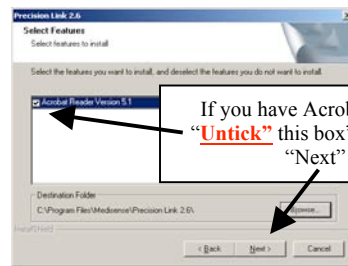 Precision Link 2.6
Select Features
Select features to install
Select the features you want to install, and deselect the features you do not want to install.
Acrobat Reader Version 5.1
If you have Acrob
“Untick” this box”
“Next”
Destination Folder
C:\Program Files\Medisense\Precision Link 2.6\
Browse...
InstallShield
< Back
Next >
Cancel